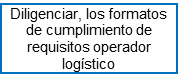 Diligenciar, los formatos
de cumplimiento de
requisitos operador
logístico